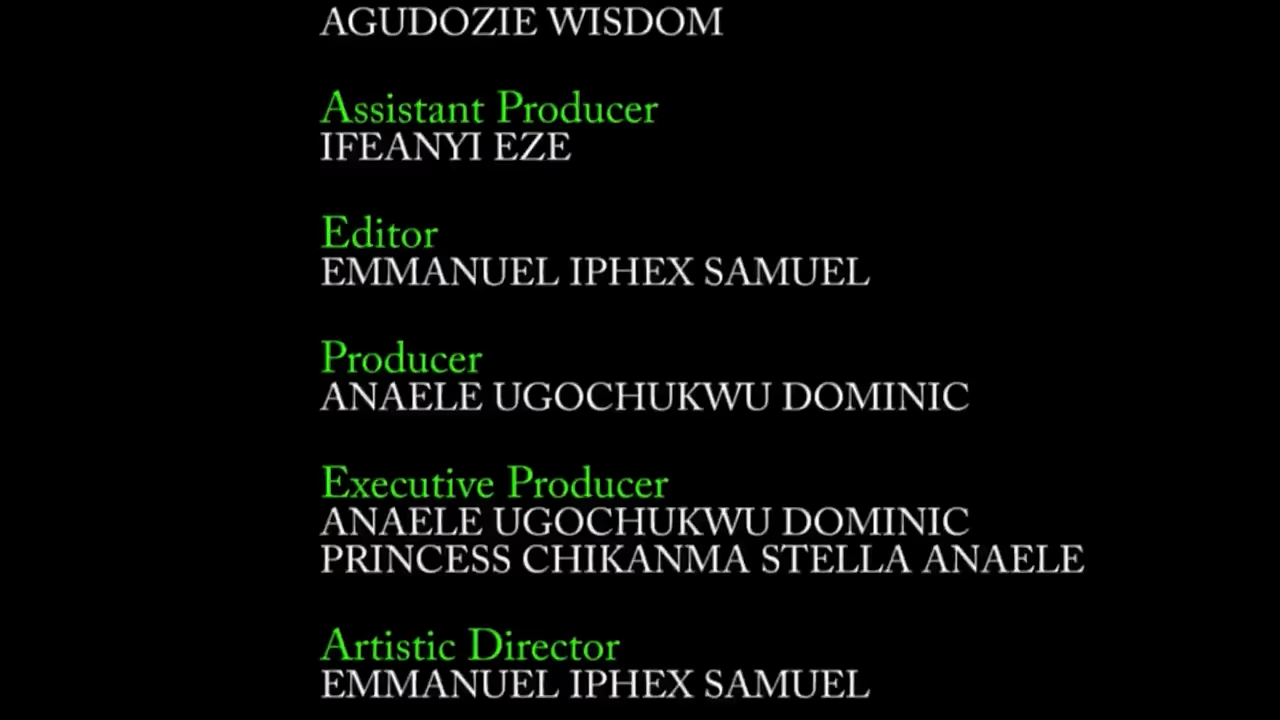 AGUDOZIE WISDOM
Assistant Producer
IFEANYI EZE
Editor
EMMANUEL IPHEX SAMUEL
Producer
ANAELE UGOCHUKWU DOMINIC
Executive Producer
ANAELE UGOCHUKWU DOMINIC
PRINCESS CHIKANMA STELLA ANAELE
Artistic Director
EMMANUEL IPHEX SAMUEL